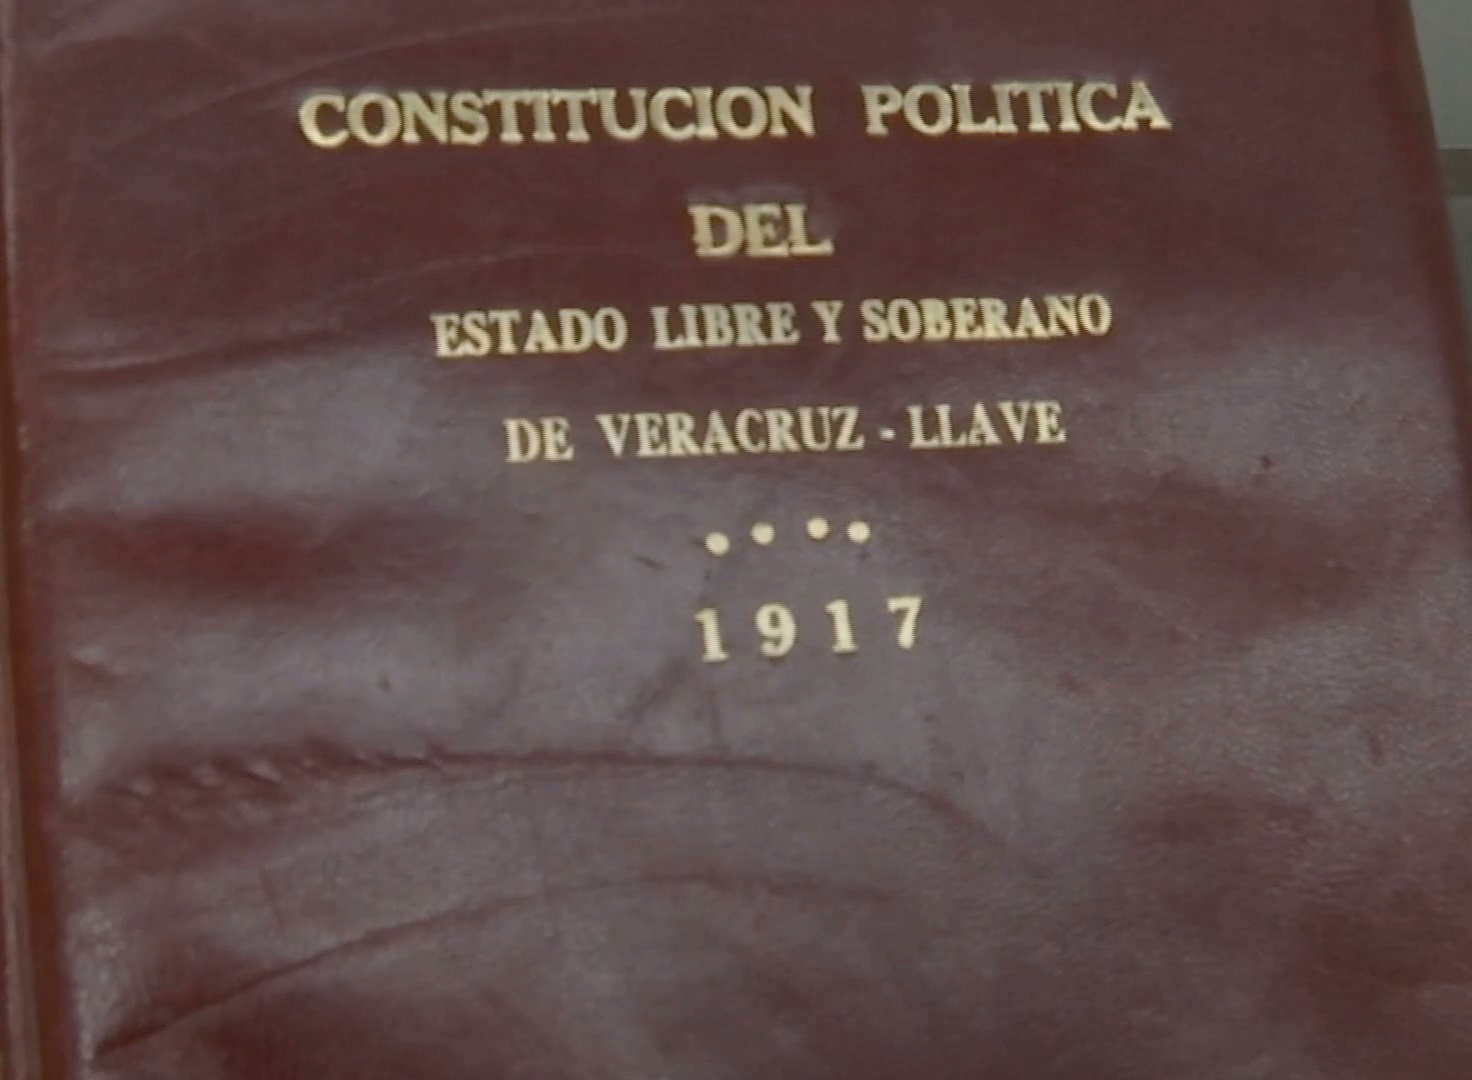 CONSTITUCION POLITICA
DEL
ESTADO LIBRE Y SOBERANO
DE VERACRUZ - LLAVE
1917